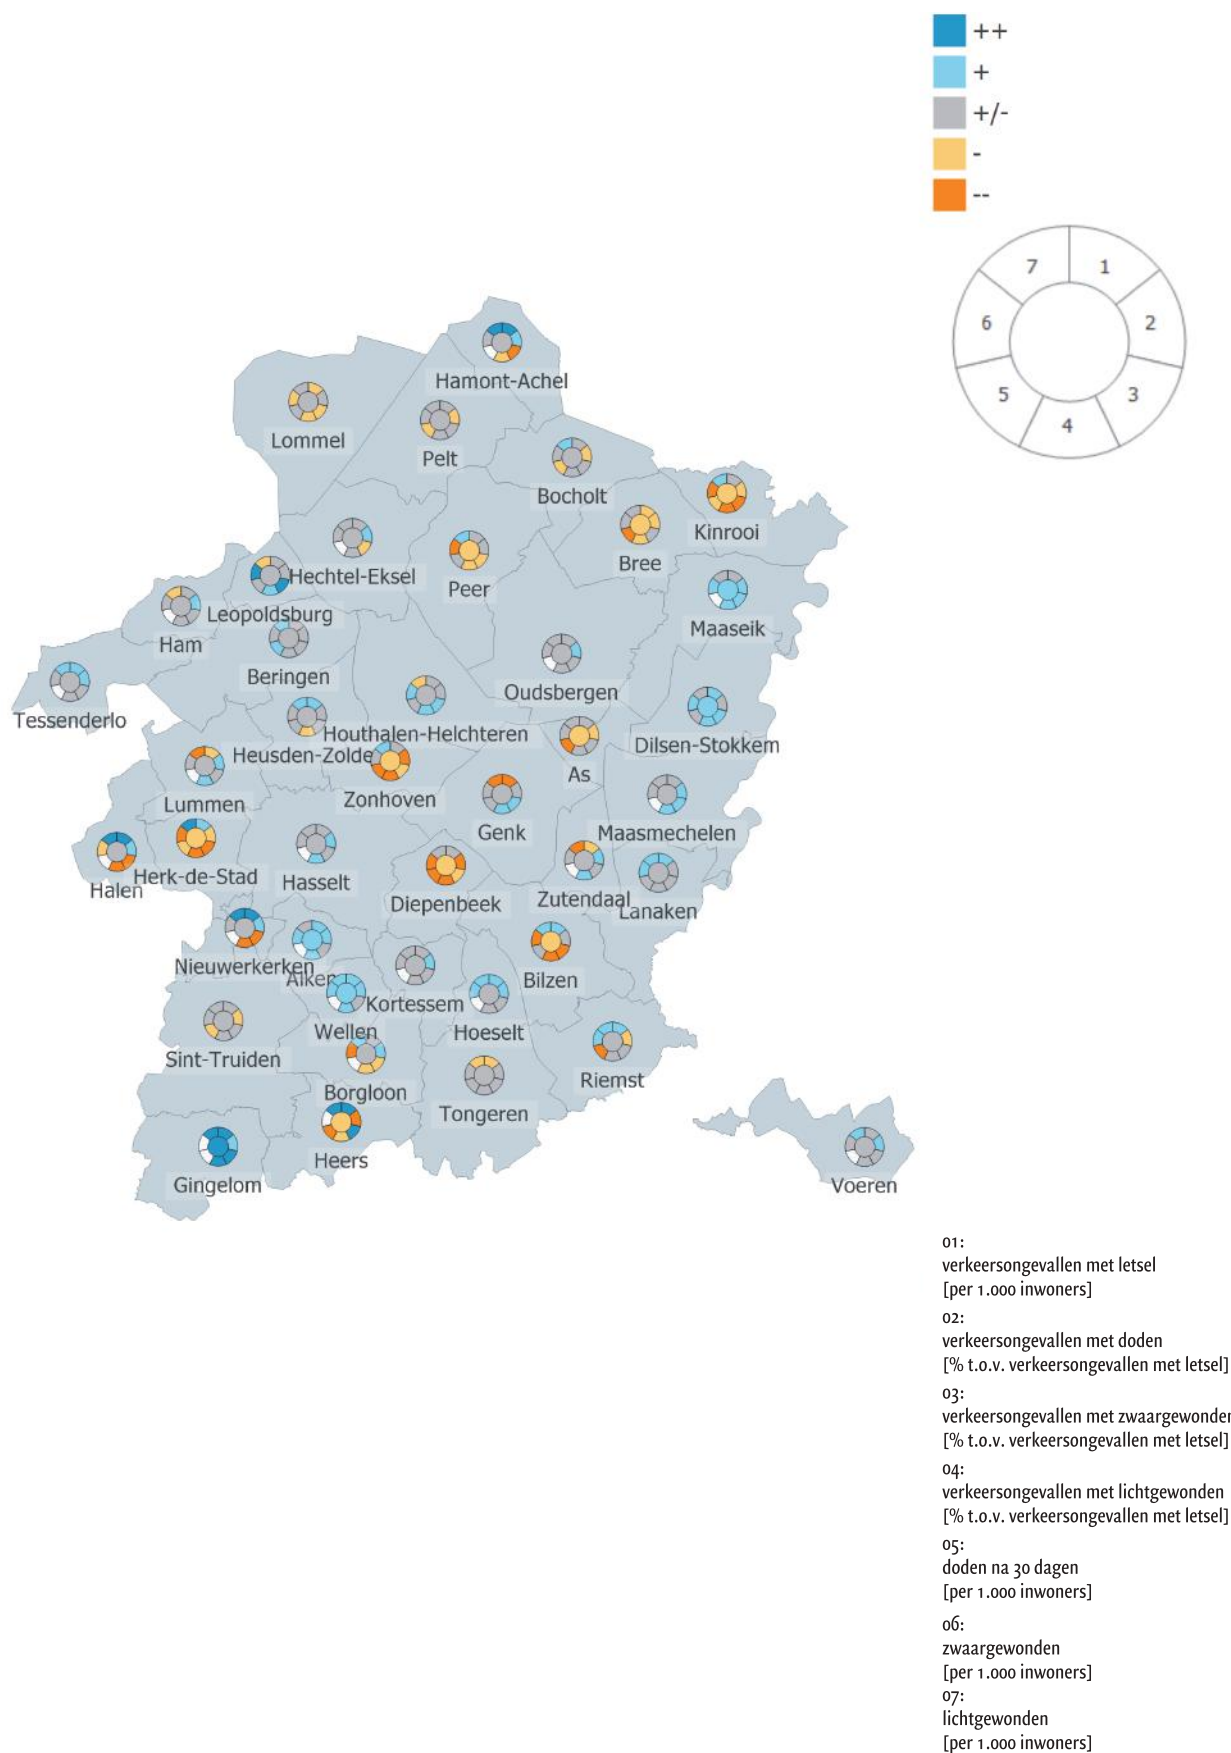 ++
+
+/-
-
--
7 1
6 2
5 3
4
Hamont-Achel
Lommel
Pelt
Bocholt
Kinrooi
Bree
Hechtel-Eksel
Peer
Leopoldsburg
Maaseik
Ham
Beringen
Oudsbergen
Tessenderlo
Houthalen-Helchteren
Dilsen-Stokkem
Heusden-Zolde
As
Zonhoven
Lummen
Genk
Maasmechelen
Herk-de-Stad
Hasselt
Halen
Zutendaal
Diepenbeek
Lanaken
Nieuwerkerken
Alken
Bilzen
Kortessem
Wellen
Hoeselt
Sint-Truiden
Riemst
Borgloon
Tongeren
Heers
Gingelom
Voeren
01:
verkeersongevallen met letsel
[per 1.000 inwoners]
02:
verkeersongevallen met doden
[% t.o.v. verkeersongevallen met letsel]
03:
verkeersongevallen met zwaargewonden
[% t.o.v. verkeersongevallen met letsel]
04:
verkeersongevallen met lichtgewonden
[% t.o.v. verkeersongevallen met letsel]
05:
doden na 30 dagen
[per 1.000 inwoners]
06:
zwaargewonden
[per 1.000 inwoners]
07:
lichtgewonden
[per 1.000 inwoners]